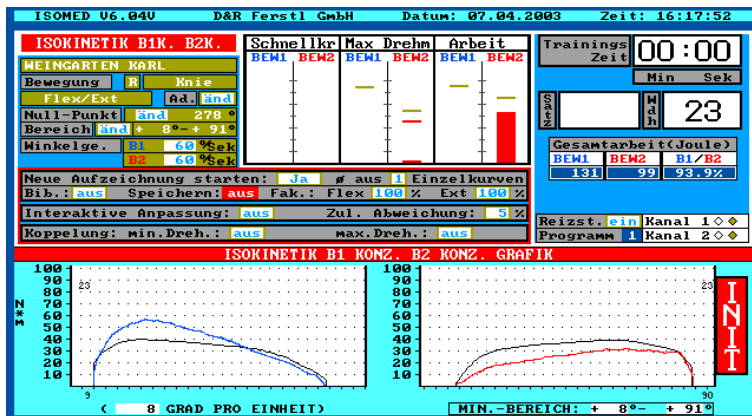 ISOMED V6.04V D&R Ferstl GmbH Datum: 07.04.2003 Zeit: 16:17:52
ISOKINETIK B1K. B2K.
WEINGARTEN KARL
Bewegung R Knie
Flex/Ext Ad. änd
Null-Punkt änd 278 °
Bereich änd + 8°- + 91°
Winkelge. B1 60 °/Sek
B2 60 °/Sek
Schnellkr Max Drehm Arbeit
BEW1 BEW2 BEW1 BEW2 BEW1 BEW2
Trainings Zeit 00:00
Min Sek
Satz Wdh 23
Gesamtarbeit(Joule)
BEW1 BEW2 B1/B2
131 99 93.9%
Neue Aufzeichnung starten: Ja ø aus 1 Einzelkurven
Bib.: aus Speichern: aus Fak.: Flex 100 % Ext 100 %
Interaktive Anpassung: aus Zul. Abweichung: 5 %
Koppelung: min.Dreh.: aus max.Dreh.: aus
Reizst. ein Kanal 1
Programm 1 Kanal 2
ISOKINETIK B1 KONZ. B2 KONZ. GRAFIK
100 100
90 90
80 80
70 70
60 60
50 50
40 40
30 30
20 20
10 10
N*m
23 23
9 90
INIT
( 8 GRAD PRO EINHEIT) MIN.-BEREICH: + 8°- + 91°